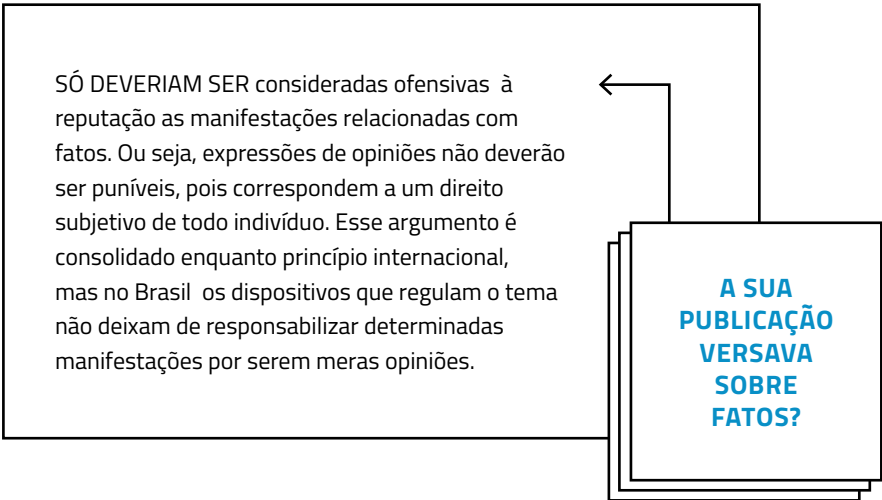 SÓ DEVERIAM SER consideradas ofensivas  à
reputação as manifestações relacionadas com
fatos. Ou seja, expressões de opiniões não deverão
ser puníveis, pois correspondem a um direito
subjetivo de todo indivíduo. Esse argumento é
consolidado enquanto princípio internacional,
mas no Brasil  os dispositivos que regulam o tema
não deixam de responsabilizar determinadas
manifestações por serem meras opiniões.
A SUA
PUBLICAÇÃO
VERSAVA
SOBRE
FATOS?